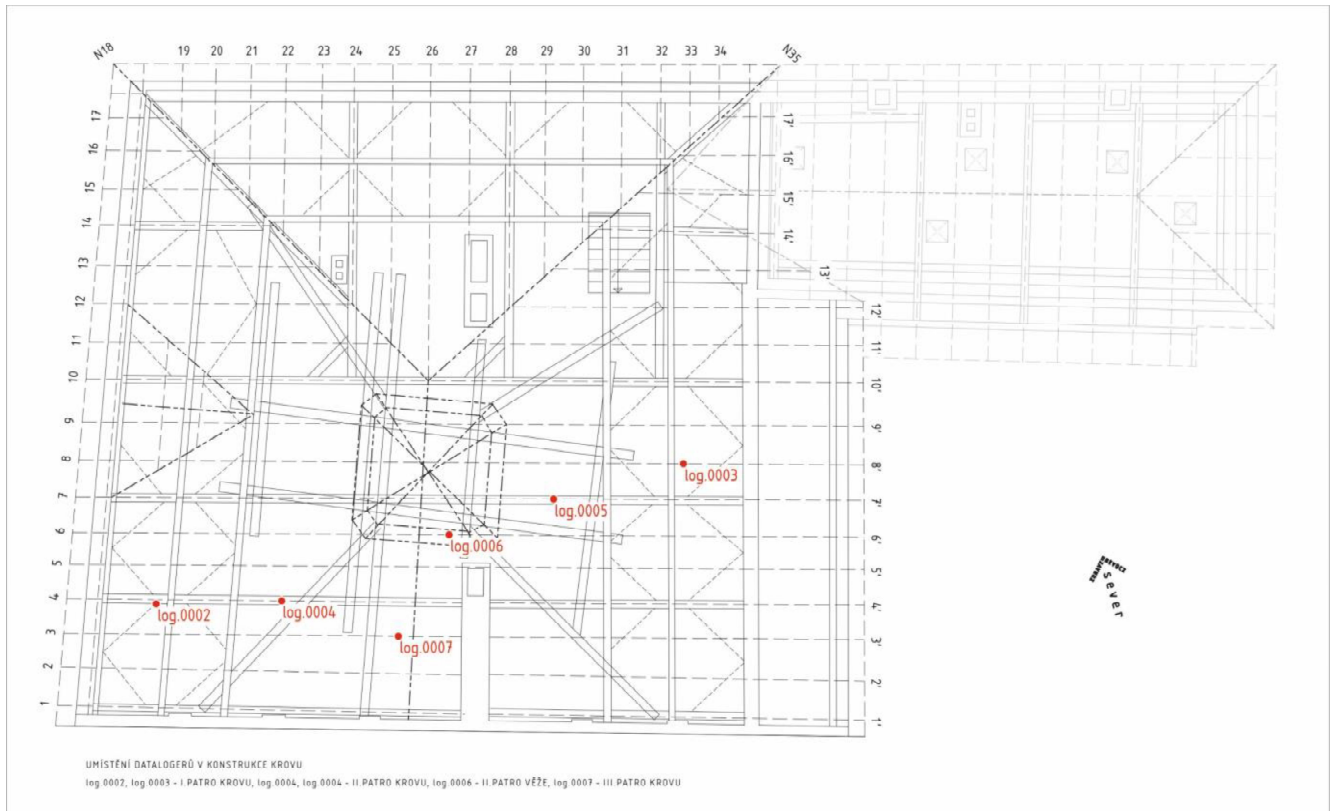 N18 19 20 21 22 23 24 25 26 27 28 29 30 31 32 33 34 N35
17 17'
16 16'
15 15'
14 14'
13 13'
12 12'
11 11'
10 10'
9 9'
8 8'
log.0003
7 7'
log.0005
6 6'
log.0006
sever
5 5'
4 4'
log.0002
log.0004
3 3'
log.0007
2 2'
1 1'
UMÍSTĚNÍ DATALOGERŮ V KONSTRUKCE KROVU
log.0002, log.0003 - I.PATRO KROVU, log.0004, log.0004 - II.PATRO KROVU, log.0006 - II.PATRO VĚŽE, log.0007 - III.PATRO KROVU